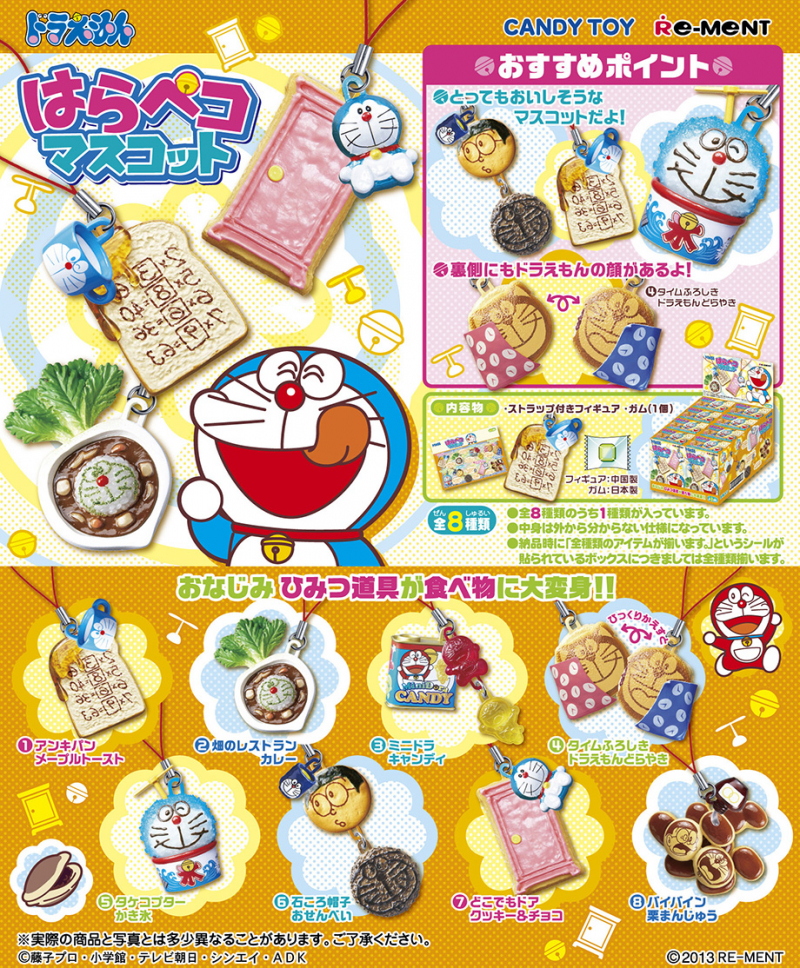 ドラえもん
CANDY TOY Re-MENT
はらペコ
マスコット
おすすめポイント
とってもおいしそうな
マスコットだよ!
裏側にもドラえもんの顔があるよ!
④タイムふろしき
ドラえもんどらやき
内容物
・ストラップ付きフィギュア ・ガム(1個)
フィギュア:中国製
ガム:日本製
ぜん しゅるい
全8種類
●全8種類のうち1種類が入っています。
●中身は外から分からない仕様になっています。
●納品時に「全種類のアイテムが揃います。」というシールが
貼られているボックスにつきましては全種類揃います。
おなじみ ひみつ道具が食べ物に大変身!!
ひっくりかえすと
CANDY
①アンキパン
メープルトースト
②畑のレストラン
カレー
③ミニドラ
キャンディ
④タイムふろしき
ドラえもんどらやき
⑤タケコプター
かき氷
⑥石ころ帽子
おせんべい
⑦どこでもドア
クッキー&チョコ
⑧バイバイン
栗まんじゅう
※実際の商品と写真とは多少異なることがあります。ご了承ください。
©藤子プロ・小学館・テレビ朝日・シンエイ・ADK
©2013 RE-MENT